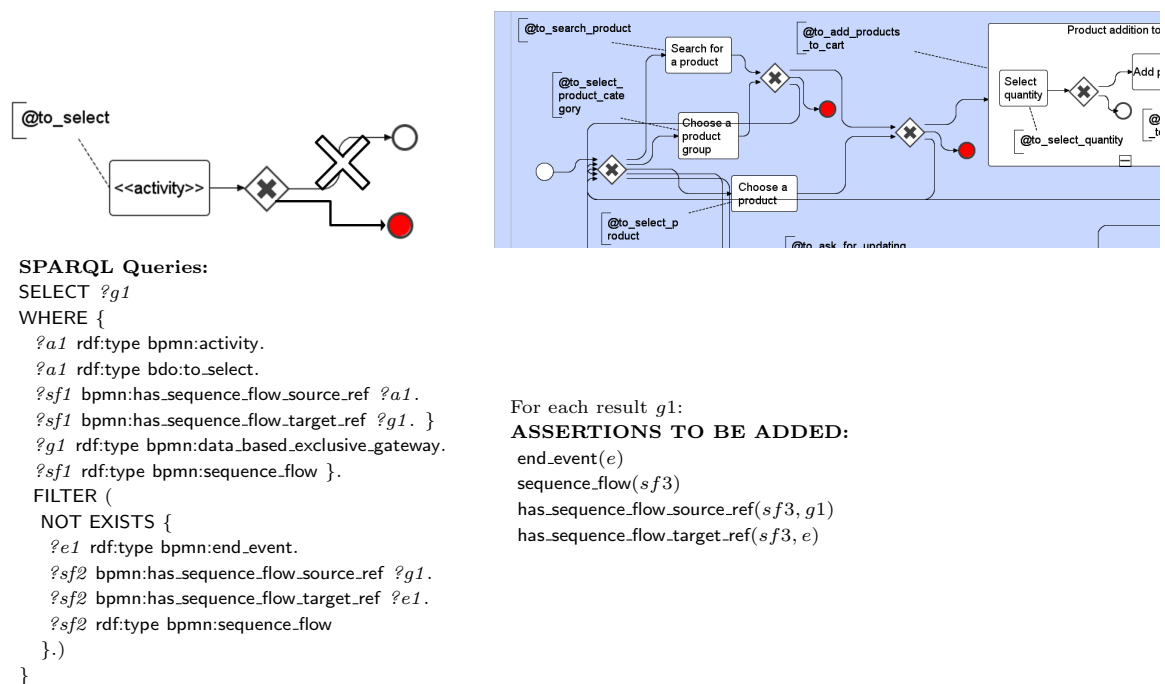 @to_select
<<activity>>
@to_search_product
Search for
a product
@to_select_
product_cate
gory
Choose a
product
group
Choose a
product
@to_select_p
roduct
@to_add_products
_to_cart
Product addition to
Select
quantity
Add p
@to_select_quantity
@
_to
@to_ask_for_updating
SPARQL Queries:
SELECT ?g1
WHERE {
?a1 rdf:type bpmn:activity.
?a1 rdf:type bdo:to_select.
?sf1 bpmn:has_sequence_flow_source_ref ?a1.
?sf1 bpmn:has_sequence_flow_target_ref ?g1. }
?g1 rdf:type bpmn:data_based_exclusive_gateway.
?sf1 rdf:type bpmn:sequence_flow }.
FILTER (
NOT EXISTS {
?e1 rdf:type bpmn:end_event.
?sf2 bpmn:has_sequence_flow_source_ref ?g1.
?sf2 bpmn:has_sequence_flow_target_ref ?e1.
?sf2 rdf:type bpmn:sequence_flow
}.)
}
For each result g1:
ASSERTIONS TO BE ADDED:
end_event(e)
sequence_flow(sf3)
has_sequence_flow_source_ref(sf3, g1)
has_sequence_flow_target_ref(sf3, e)